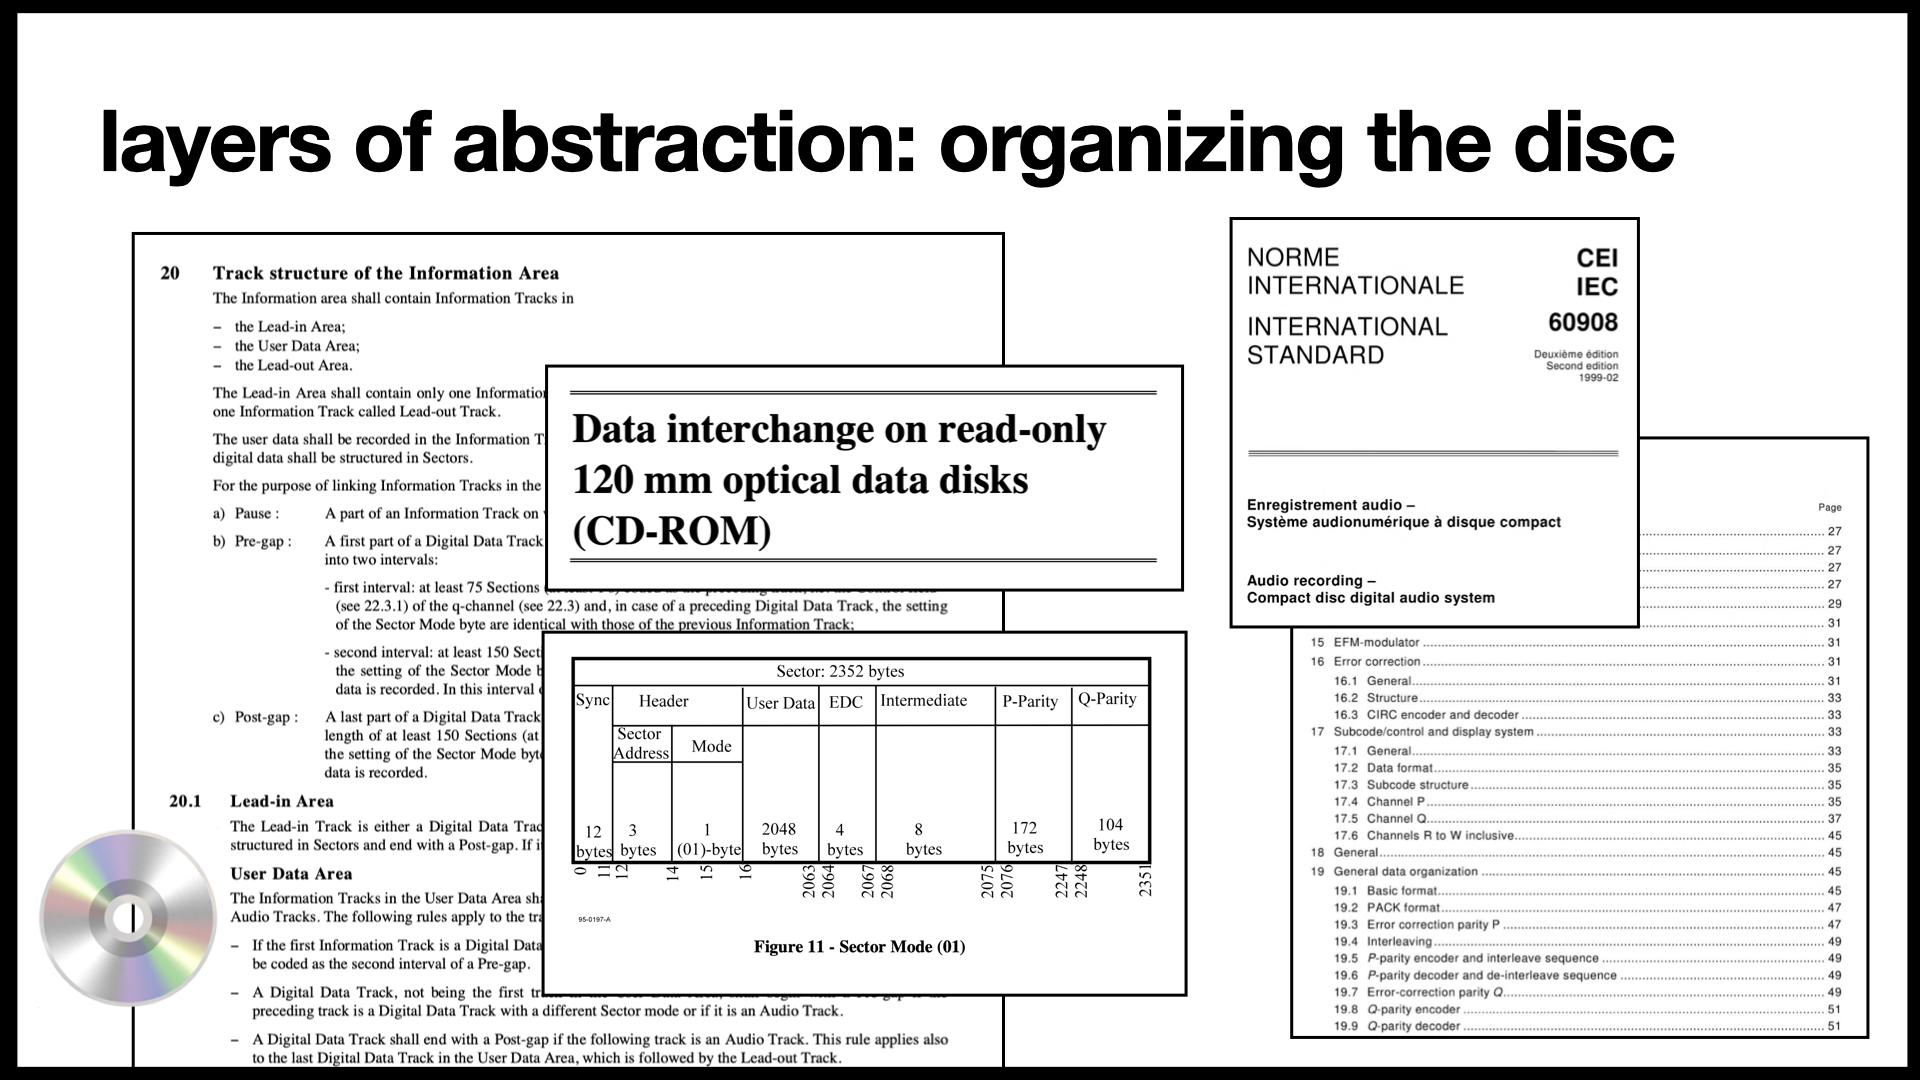 layers of abstraction: organizing the disc
20 Track structure of the Information Area
The Information area shall contain Information Tracks in
– the Lead-in Area;
– the User Data Area;
– the Lead-out Area.
The Lead-in Area shall contain only one Information
one Information Track called Lead-out Track.
The user data shall be recorded in the Information T
digital data shall be structured in Sectors.
For the purpose of linking Information Tracks in the
a) Pause : A part of an Information Track on
b) Pre-gap : A first part of a Digital Data Track
into two intervals:
- first interval: at least 75 Sections
(see 22.3.1) of the q-channel (see 22.3) and, in case of a preceding Digital Data Track, the setting
of the Sector Mode byte are identical with those of the previous Information Track;
- second interval: at least 150 Sect
the setting of the Sector Mode b
data is recorded. In this interval
c) Post-gap : A last part of a Digital Data Track
length of at least 150 Sections (at
the setting of the Sector Mode byte
data is recorded.
20.1 Lead-in Area
The Lead-in Track is either a Digital Data Trac
structured in Sectors and end with a Post-gap. If i
User Data Area
The Information Tracks in the User Data Area sh
Audio Tracks. The following rules apply to the tra
– If the first Information Track is a Digital Data
be coded as the second interval of a Pre-gap.
– A Digital Data Track, not being the first tr
preceding track is a Digital Data Track with a different Sector mode or if it is an Audio Track.
– A Digital Data Track shall end with a Post-gap if the following track is an Audio Track. This rule applies also
to the last Digital Data Track in the User Data Area, which is followed by the Lead-out Track.
Data interchange on read-only
120 mm optical data disks
(CD-ROM)
Sector: 2352 bytes
Sync Header User Data EDC Intermediate P-Parity Q-Parity
Sector Address Mode
12 bytes 3 bytes 1 (01)-byte 2048 bytes 4 bytes 8 bytes 172 bytes 104 bytes
0 11 12 14 15 16 2063 2064 2067 2068 2075 2076 2247 2248 2351
95-0197-A
Figure 11 - Sector Mode (01)
NORME
INTERNATIONALE
INTERNATIONAL
STANDARD
CEI
IEC
60908
Deuxième édition
Second edition
1999-02
Enregistrement audio –
Système audionumérique à disque compact
Audio recording –
Compact disc digital audio system
Page
27
27
27
27
29
31
15 EFM-modulator 31
16 Error correction 31
16.1 General 31
16.2 Structure 33
16.3 CIRC encoder and decoder 33
17 Subcode/control and display system 33
17.1 General 33
17.2 Data format 35
17.3 Subcode structure 35
17.4 Channel P 35
17.5 Channel Q 37
17.6 Channels R to W inclusive 45
18 General 45
19 General data organization 45
19.1 Basic format 45
19.2 PACK format 47
19.3 Error correction parity P 47
19.4 Interleaving 49
19.5 P-parity encoder and interleave sequence 49
19.6 P-parity decoder and de-interleave sequence 49
19.7 Error-correction parity Q 49
19.8 Q-parity encoder 51
19.9 Q-parity decoder 51